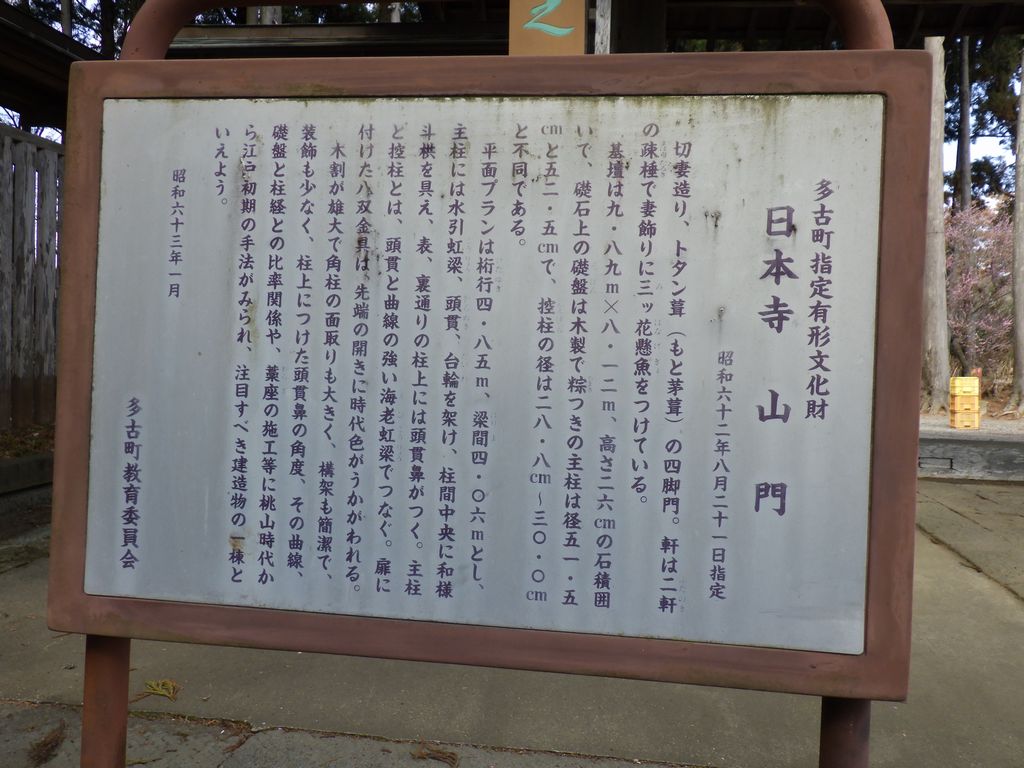 多古町指定有形文化財
日本寺 山門
昭和六十二年八月二十一日指定
切妻造り、トタン葺(もと茅葺)の四脚門。軒は二軒
の疎棰で妻飾りに三ッ花懸魚をつけている。
基壇は九・八九m×八・一二m、高さ二六cmの石積囲
いで、礎石上の礎盤は木製で粽つきの主柱は径五一・五
cmと五二・五cmで、控柱の径は二八・八cm〜三〇・〇cm
と不同である。
平面プランは桁行四・八五m、梁間四・〇六mとし、
主柱には水引虹梁、頭貫、台輪を架け、柱間中央に和様
斗栱を具え、表、裏通りの柱上には頭貫鼻がつく。主柱
と控柱とは、頭貫と曲線の強い海老虹梁でつなぐ。扉に
付けた八双金具は、先端の開きに時代色がうかがわれる。
木割が雄大で角柱の面取りも大きく、構架も簡潔で、
装飾も少なく、柱上につけた頭貫鼻の角度、その曲線、
礎盤と柱経との比率関係や、藁座の施工等に桃山時代か
ら江戸初期の手法がみられ、注目すべき建造物の一棟と
いえよう。
昭和六十三年一月
多古町教育委員会